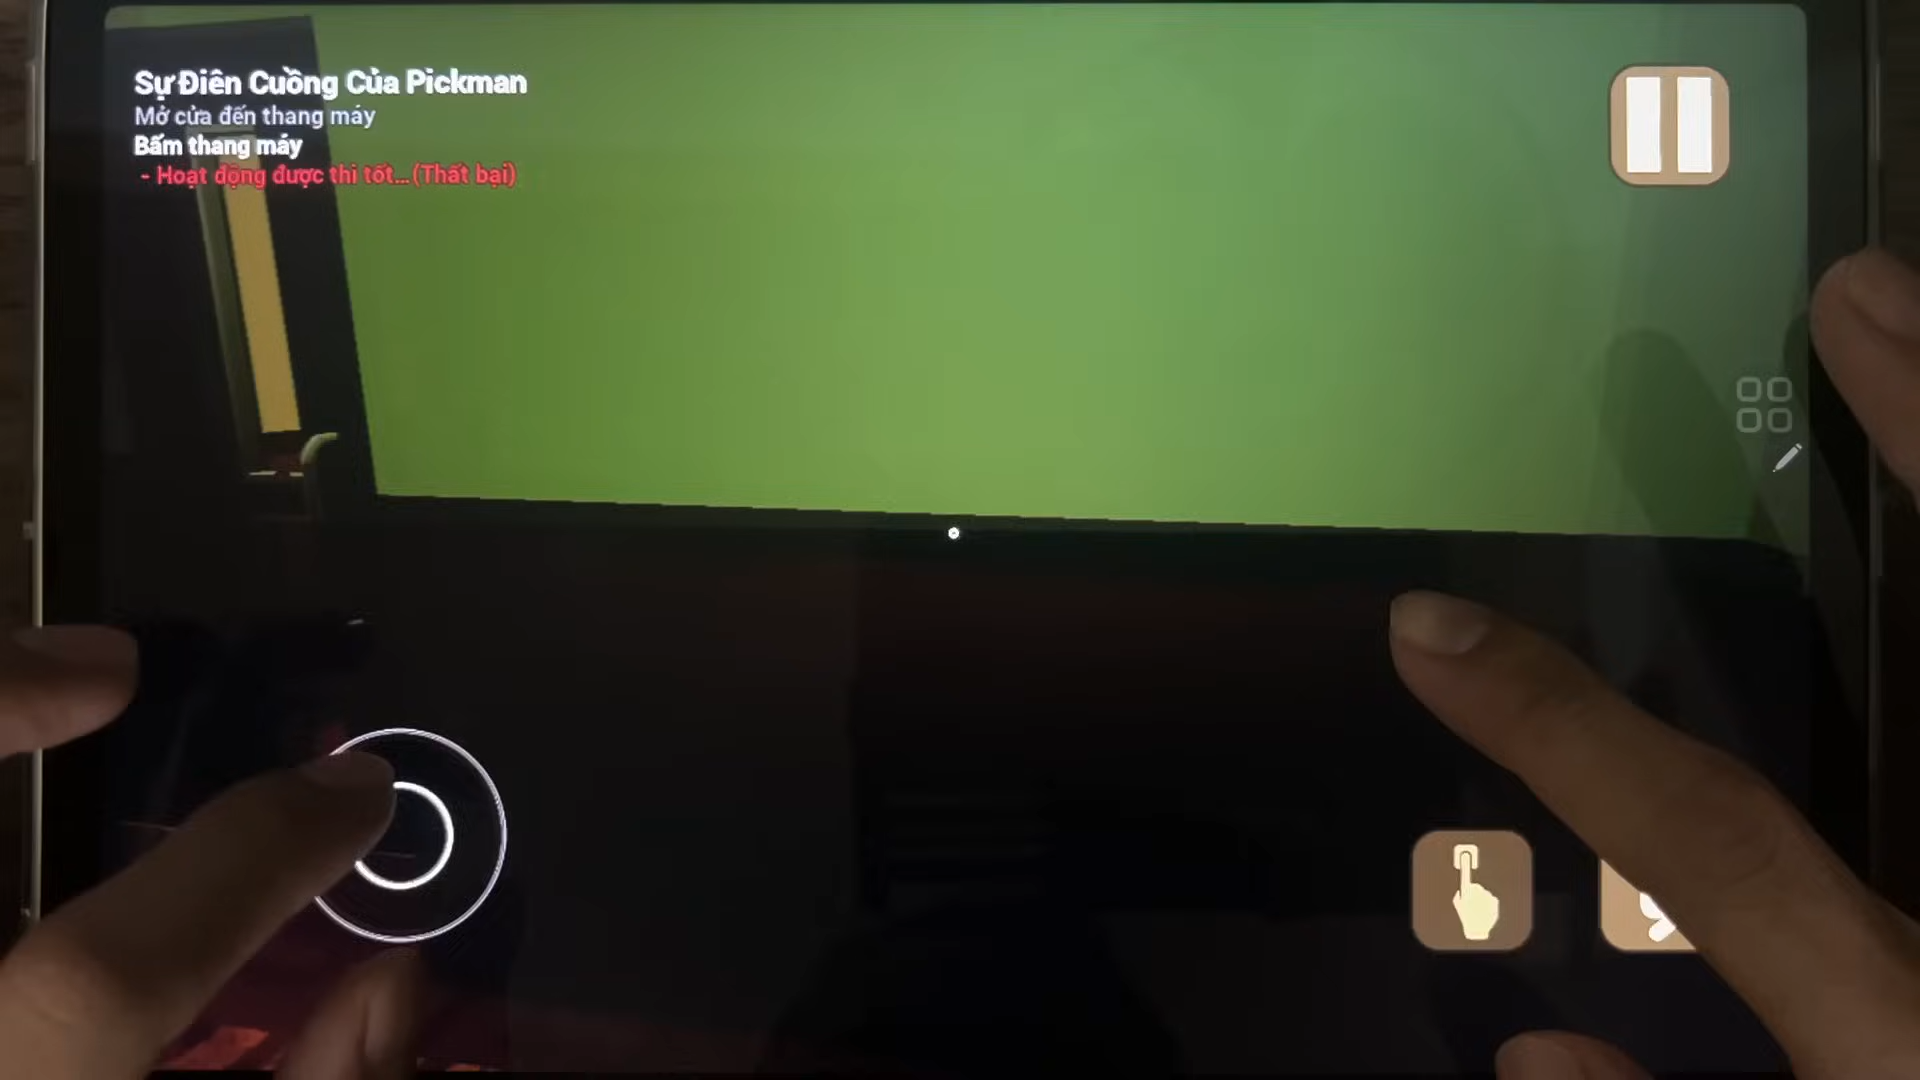 Sự Điên Cuồng Của Pickman
Mở cửa đến thang máy
Bấm thang máy
- Hoạt động được thi tốt...(Thất bại)